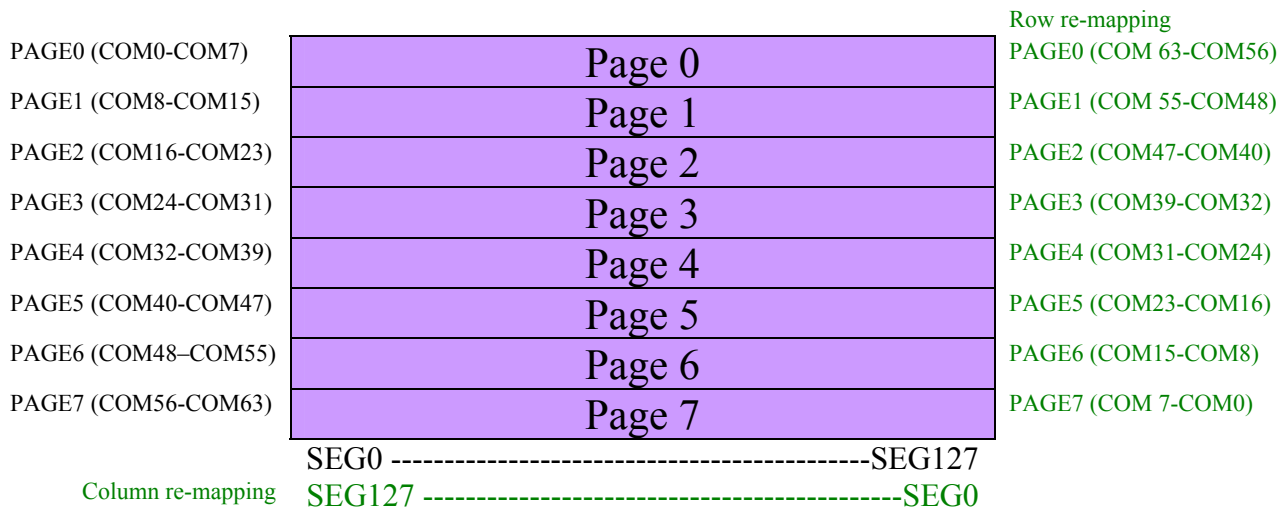 Row re-mapping
PAGE0 (COM0-COM7) Page 0 PAGE0 (COM 63-COM56)
PAGE1 (COM8-COM15) Page 1 PAGE1 (COM 55-COM48)
PAGE2 (COM16-COM23) Page 2 PAGE2 (COM47-COM40)
PAGE3 (COM24-COM31) Page 3 PAGE3 (COM39-COM32)
PAGE4 (COM32-COM39) Page 4 PAGE4 (COM31-COM24)
PAGE5 (COM40-COM47) Page 5 PAGE5 (COM23-COM16)
PAGE6 (COM48–COM55) Page 6 PAGE6 (COM15-COM8)
PAGE7 (COM56-COM63) Page 7 PAGE7 (COM 7-COM0)
SEG0 ---------------------------------------------SEG127
Column re-mapping SEG127 ---------------------------------------------SEG0